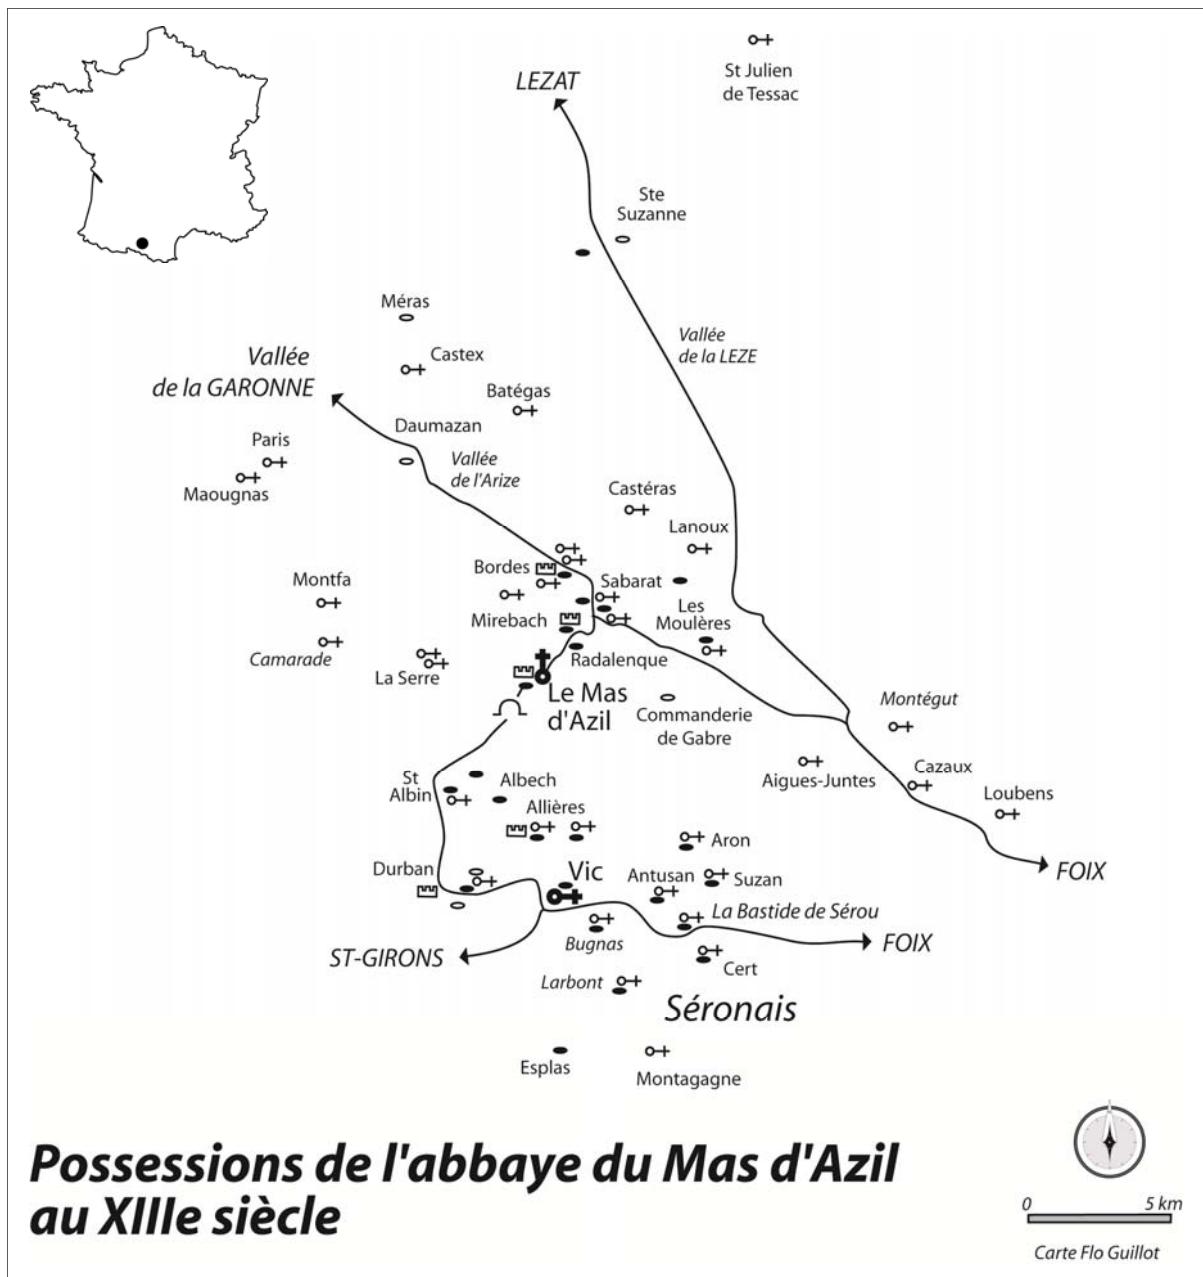 St Julien
de Tessac
LEZAT
Ste
Suzanne
Méras
Vallée
de la LEZE
Castex
Vallée
de la GARONNE
Batégas
Daumazan
Paris
Vallée
de l'Arize
Maougnas
Castéras
Lanoux
Bordes
Sabarat
Montfa
Les
Moulères
Mirebach
Camarade
Radalenque
La Serre
Le Mas
d'Azil
Commanderie
de Gabre
Montégut
Aigues-Juntes
Cazaux
Loubens
St
Albin
Albech
Allières
Aron
FOIX
Durban
Vic
Antusan
Suzan
La Bastide de Sérou
Bugnas
FOIX
ST-GIRONS
Cert
Larbont
Séronais
Esplas
Montagagne
Possessions de l'abbaye du Mas d'Azil
au XIIIe siècle
0 5 km
Carte Flo Guillot